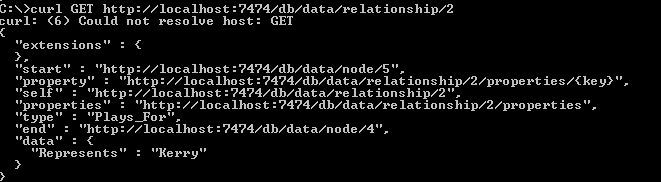 C:\>curl GET http://localhost:7474/db/data/relationship/2
curl: (6) Could not resolve host: GET
{
  "extensions" : {
  },
  "start" : "http://localhost:7474/db/data/node/5",
  "property" : "http://localhost:7474/db/data/relationship/2/properties/{key}",
  "self" : "http://localhost:7474/db/data/relationship/2",
  "properties" : "http://localhost:7474/db/data/relationship/2/properties",
  "type" : "Plays_For",
  "end" : "http://localhost:7474/db/data/node/4",
  "data" : {
    "Represents" : "Kerry"
  }
}